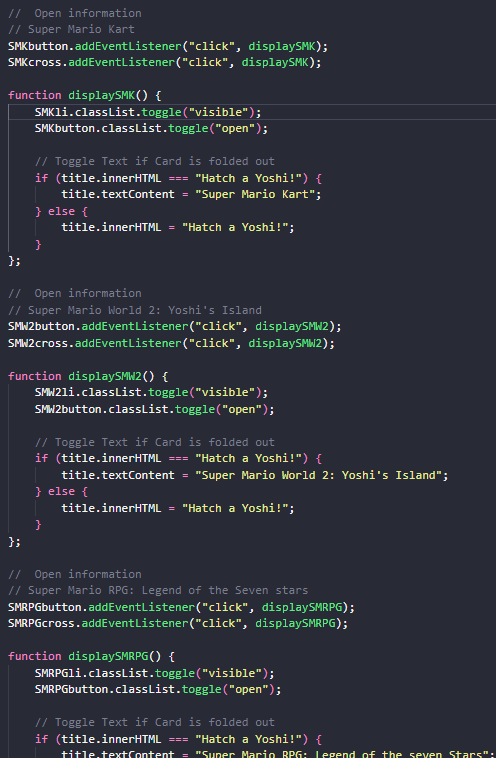 //  Open information
// Super Mario Kart
SMKbutton.addEventListener("click", displaySMK);
SMKcross.addEventListener("click", displaySMK);
function displaySMK() {
    SMKli.classList.toggle("visible");
    SMKbutton.classList.toggle("open");
    // Toggle Text if Card is folded out
    if (title.innerHTML === "Hatch a Yoshi!") {
        title.textContent = "Super Mario Kart";
    } else {
        title.innerHTML = "Hatch a Yoshi!";
    }
};
//  Open information
// Super Mario World 2: Yoshi's Island
SMW2button.addEventListener("click", displaySMW2);
SMW2cross.addEventListener("click", displaySMW2);
function displaySMW2() {
    SMW2li.classList.toggle("visible");
    SMW2button.classList.toggle("open");
    // Toggle Text if Card is folded out
    if (title.innerHTML === "Hatch a Yoshi!") {
        title.textContent = "Super Mario World 2: Yoshi's Island";
    } else {
        title.innerHTML = "Hatch a Yoshi!";
    }
};
//  Open information
// Super Mario RPG: Legend of the Seven stars
SMRPGbutton.addEventListener("click", displaySMRPG);
SMRPGcross.addEventListener("click", displaySMRPG);
function displaySMRPG() {
    SMRPGli.classList.toggle("visible");
    SMRPGbutton.classList.toggle("open");
    // Toggle Text if Card is folded out
    if (title.innerHTML === "Hatch a Yoshi!") {
        title.textContent = "Super Mario RPG: Legend of the seven Stars";